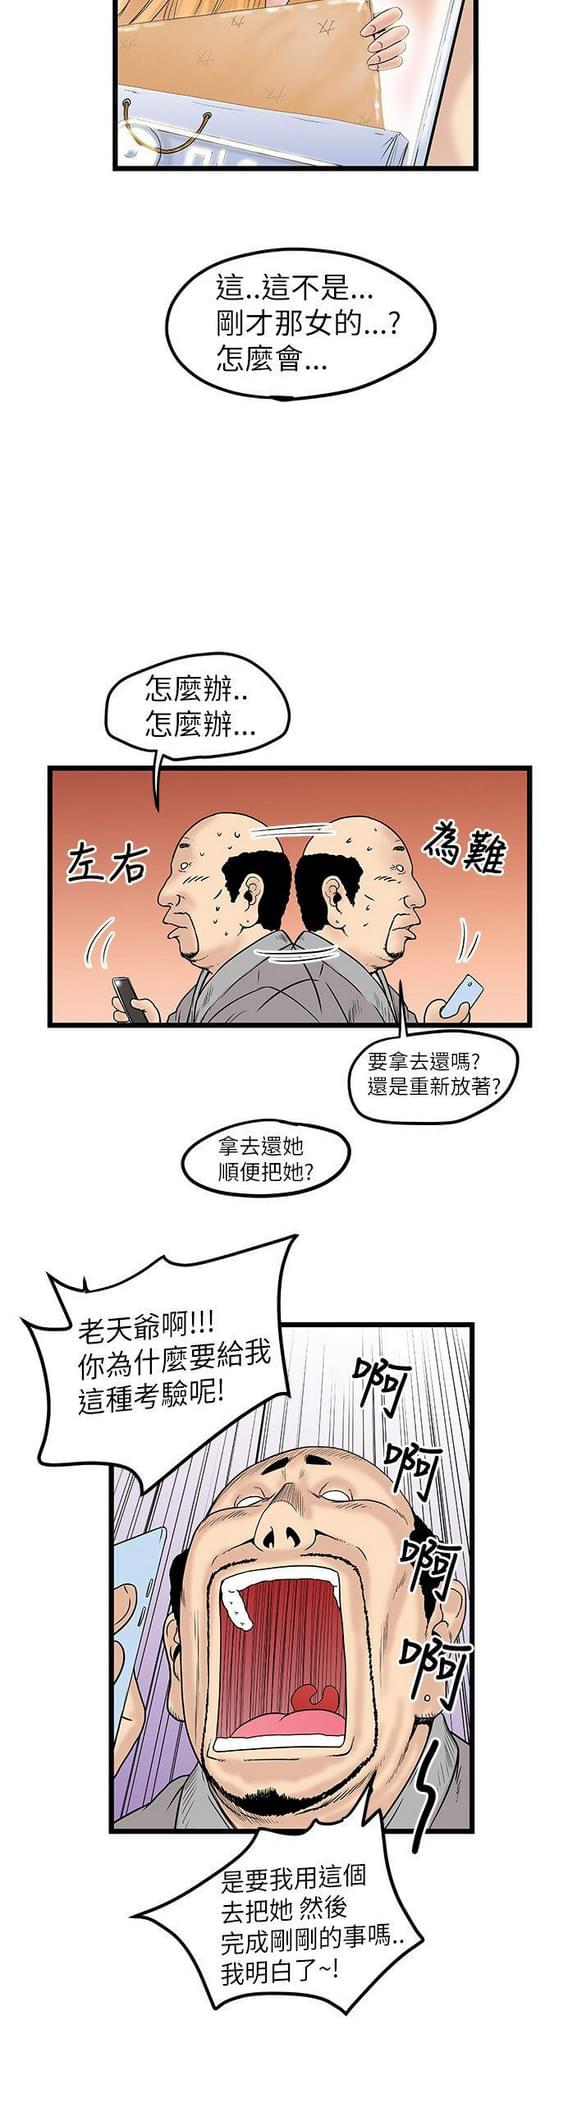 這..這不是...
剛才那女的...?
怎麼會...
怎麼辦..
怎麼辦...
左右
為難
要拿去還嗎?
還是重新放著?
拿去還她
順便把她?
老天爺啊!!!
你為什麼要給我
這種考驗呢!
啊
啊
啊
啊
是要我用這個
去把她 然後
完成剛剛的事嗎..
我明白了~!